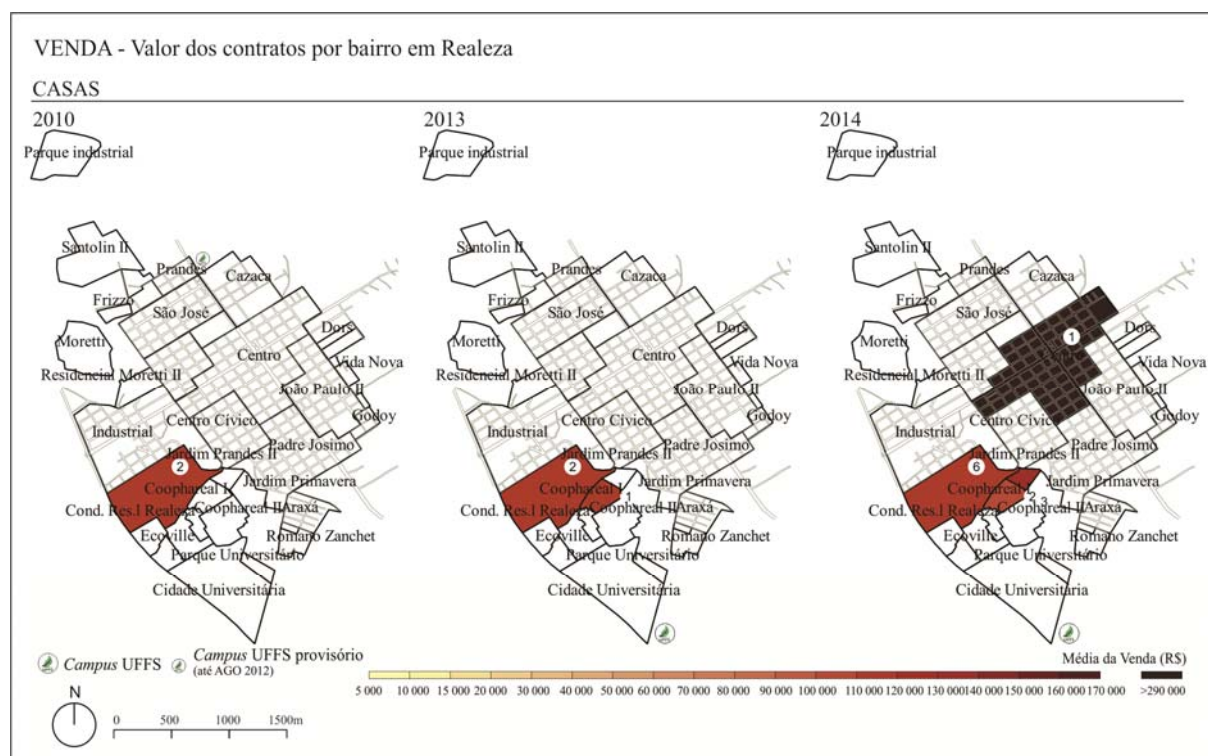 VENDA - Valor dos contratos por bairro em Realeza
CASAS
2010
Parque industrial
Santolin II
Prandes
Cazaca
Frizzo
São José
Dors
Moretti
Centro
Vida Nova
Residencial Moretti II
João Paulo II
Godoy
Industrial
Centro Cívico
Padre Josimo
Jardim Prandes II
2
Jardim Primavera
Coophareal I
Cond. Res.l Realeza
Coophareal II
Araxá
Ecoville
Romano Zanchet
Parque Universitário
Cidade Universitária
2013
Parque industrial
Santolin II
Prandes
Cazaca
Frizzo
São José
Dors
Moretti
Centro
Vida Nova
Residencial Moretti II
João Paulo II
Godoy
Industrial
Centro Cívico
Padre Josimo
Jardim Prandes II
2
Jardim Primavera
Coophareal I
1
Cond. Res.l Realeza
Coophareal II
Araxá
Ecoville
Romano Zanchet
Parque Universitário
Cidade Universitária
2014
Parque industrial
Santolin II
Prandes
Cazaca
Frizzo
São José
1
Dors
Moretti
Vida Nova
Residencial Moretti II
João Paulo II
Godoy
Industrial
Centro Cívico
Padre Josimo
Jardim Prandes II
6
Jardim Primavera
Coophareal I
2 3
Cond. Res.l Realeza
Coophareal II
Araxá
Ecoville
Romano Zanchet
Parque Universitário
Cidade Universitária
Campus UFFS
Campus UFFS provisório
(até AGO 2012)
Média da Venda (R$)
5 000 10 000 15 000 20 000 30 000 40 000 50 000 60 000 70 000 80 000 90 000 100 000 110 000 120 000 130 000 140 000 150 000 160 000 170 000 >290 000
N
0 500 1000 1500m